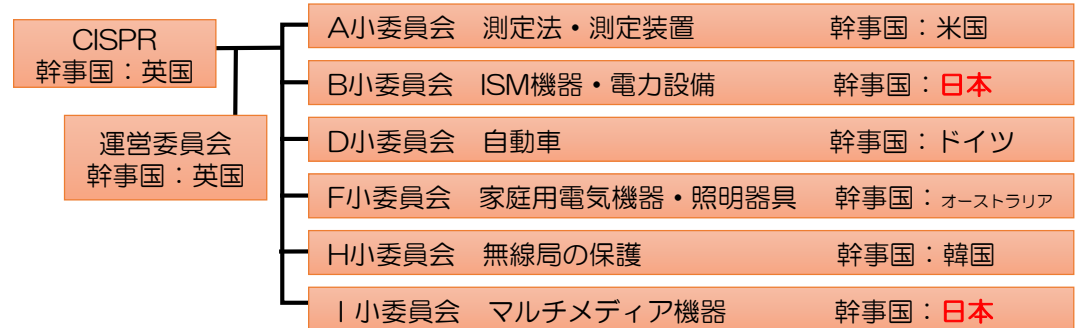 CISPR
幹事国：英国
運営委員会
幹事国：英国
A小委員会 測定法・測定装置 幹事国：米国
B小委員会 ISM機器・電力設備 幹事国：日本
D小委員会 自動車 幹事国：ドイツ
F小委員会 家庭用電気機器・照明器具 幹事国：オーストラリア
H小委員会 無線局の保護 幹事国：韓国
I小委員会 マルチメディア機器 幹事国：日本